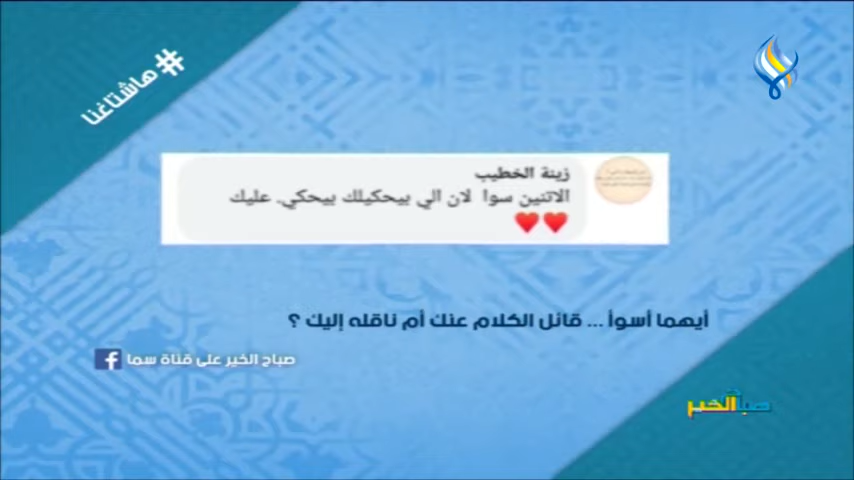 #هاشتاغنا
زينة الخطيب
الاتنين سوا لان الي بيحكيلك بيحكي. عليك
أيهما أسوأ ... قائل الكلام عنك أم ناقله إليك ؟
صباح الخير على قناة سما
صباح الخير